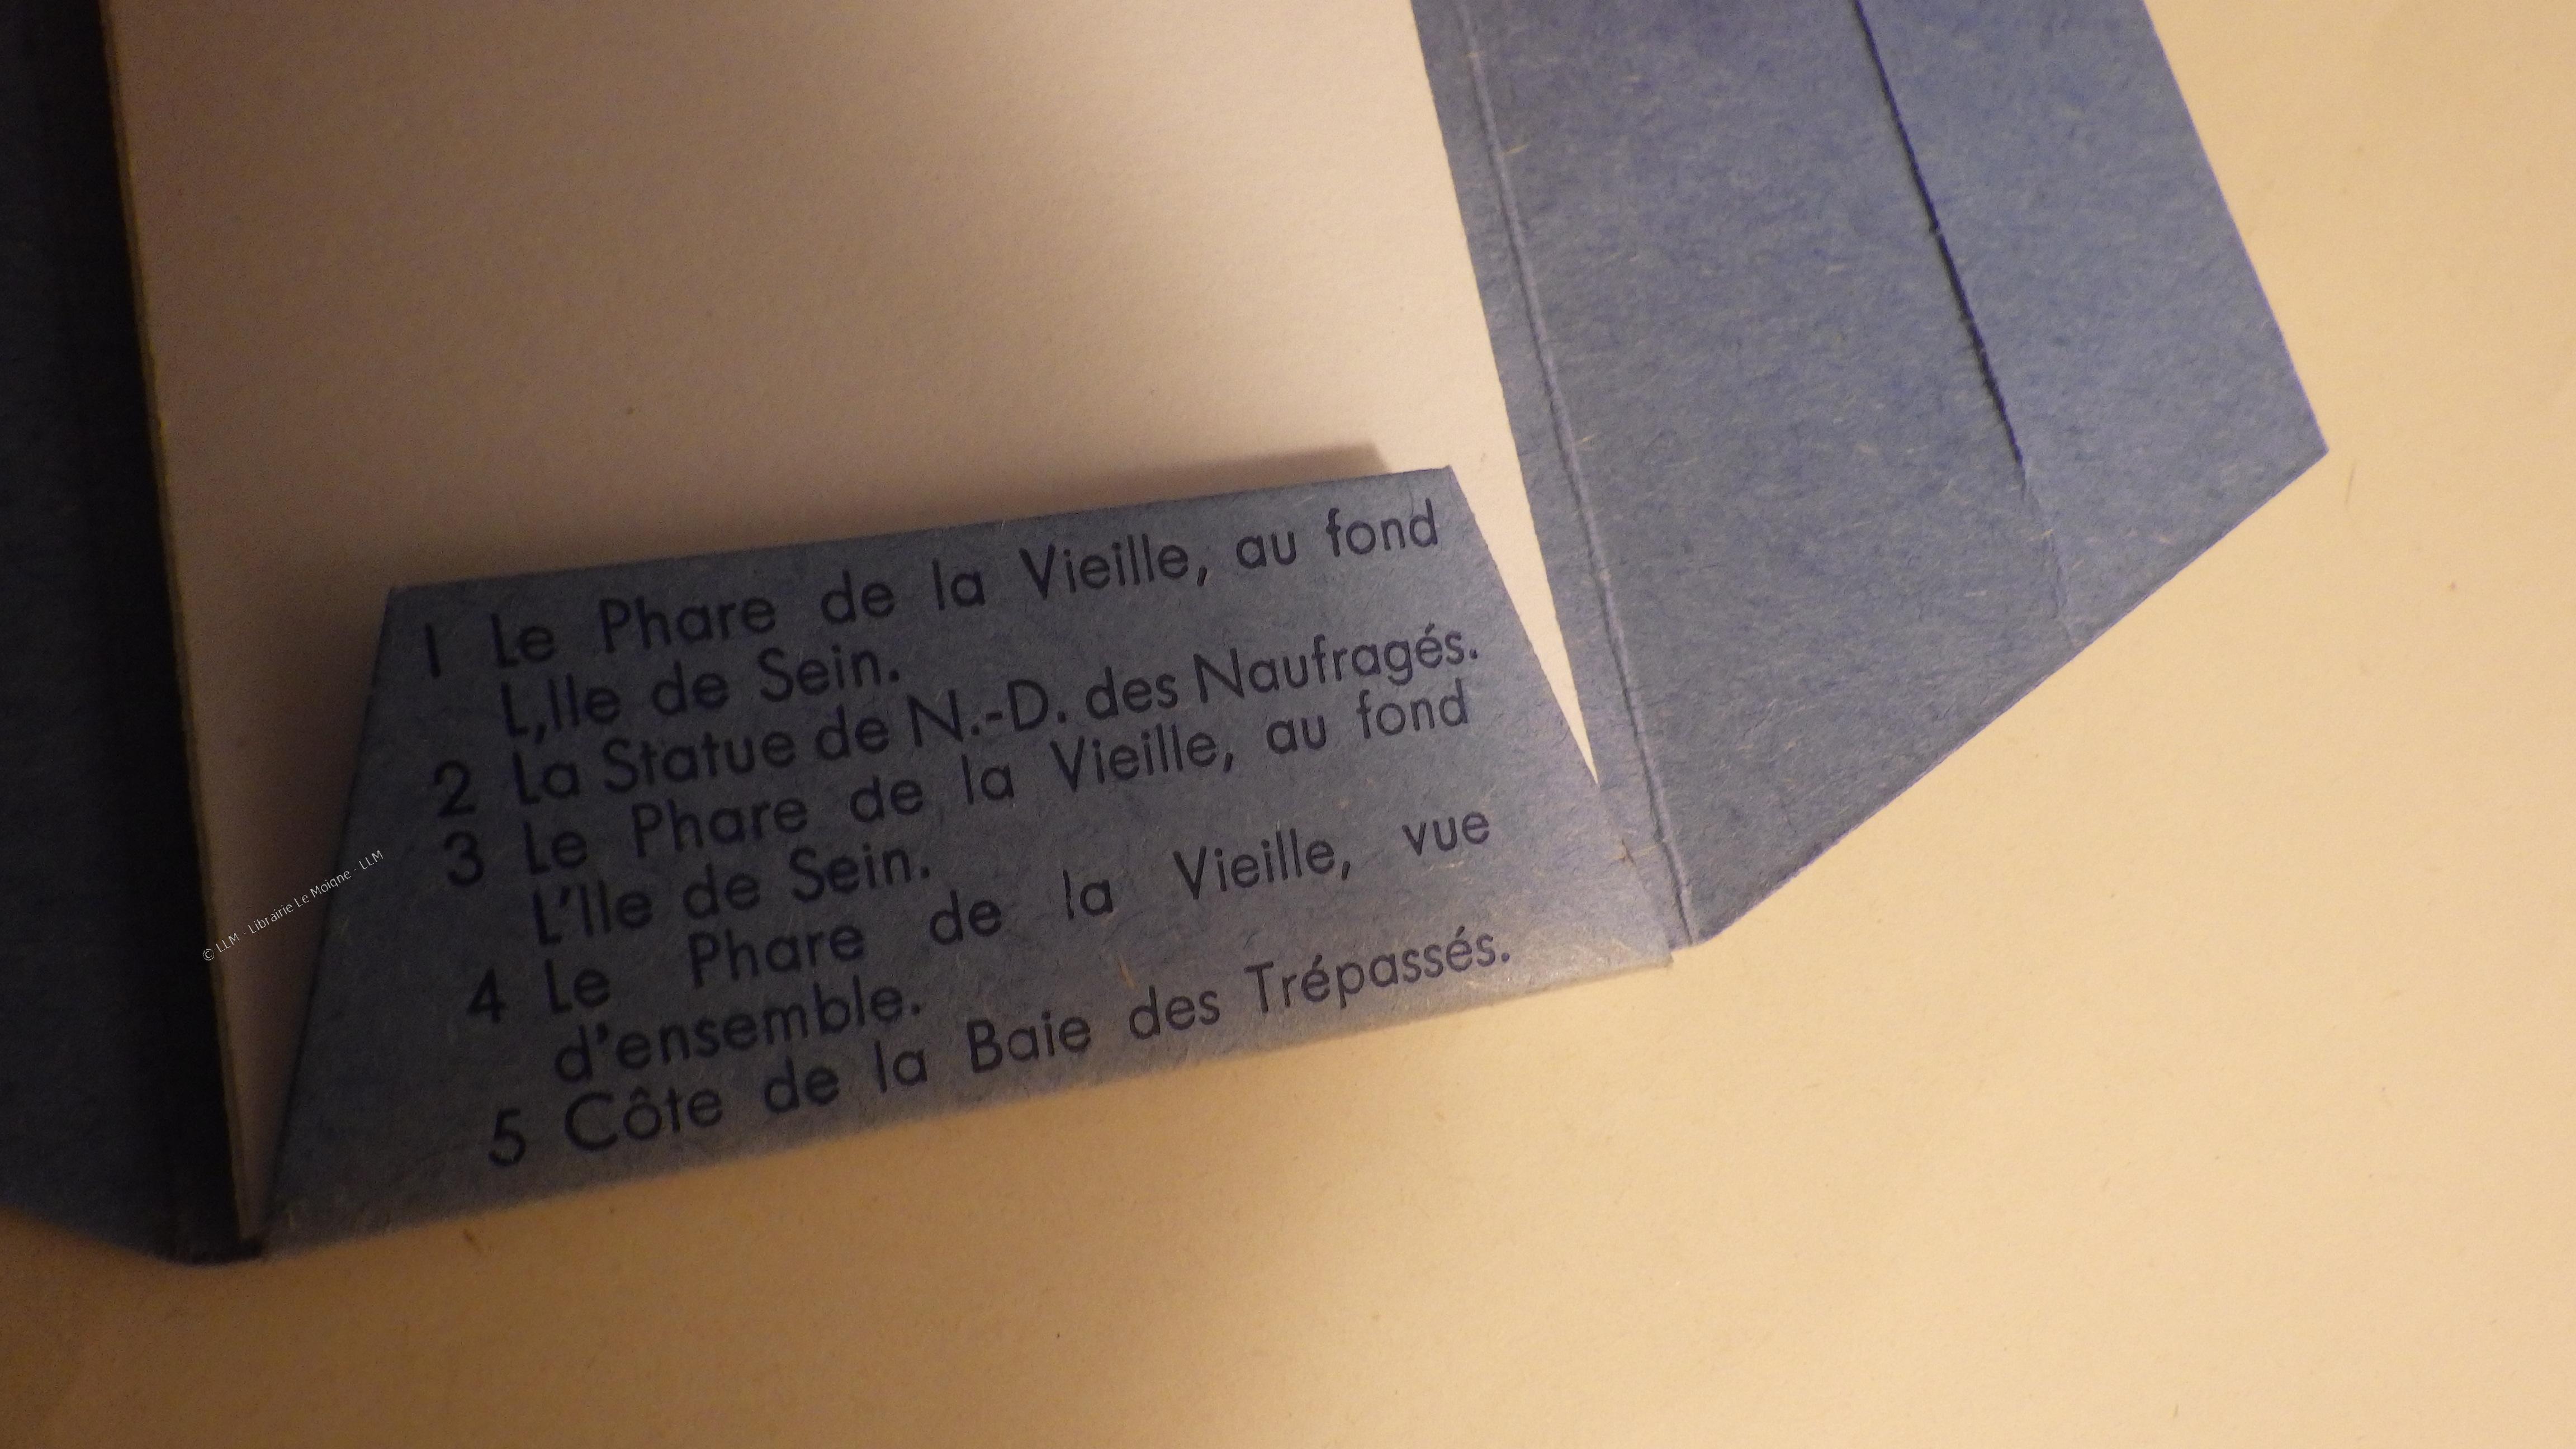 1 Le Phare de la Vieille, au fond
L,Ile de Sein.
2 La Statue de N.-D. des Naufragés.
3 Le Phare de la Vieille, au fond
L'Ile de Sein.
4 Le Phare de la Vieille, vue
d'ensemble.
5 Côte de la Baie des Trépassés.
© LLM - Librairie Le Moigne - LLM